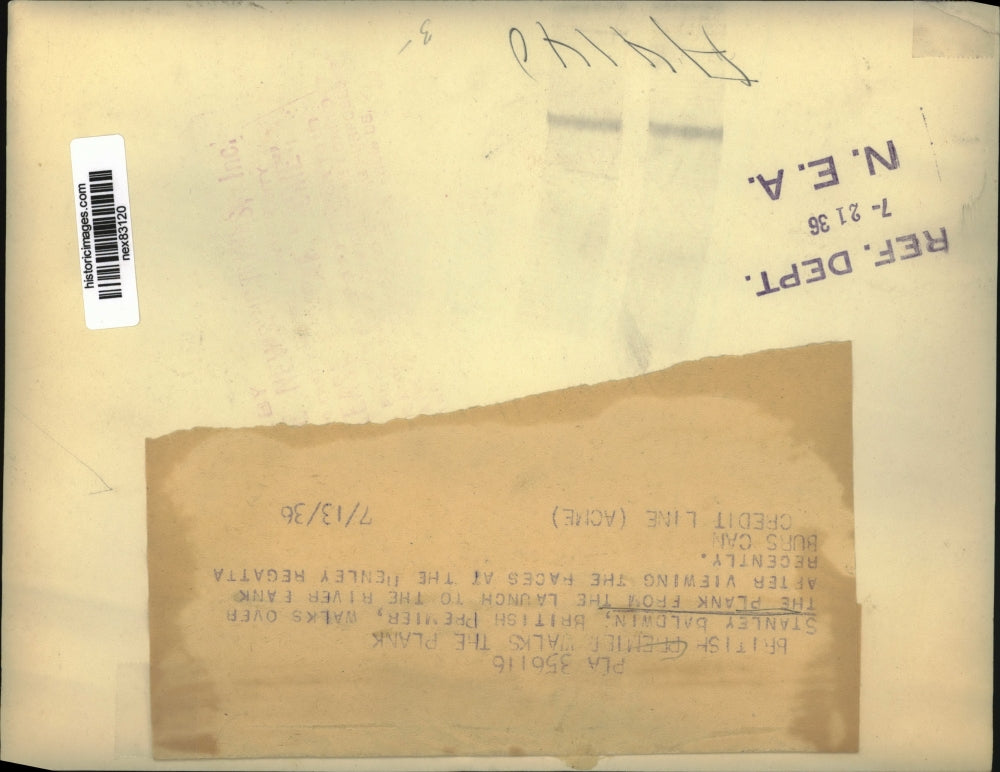 historicimages.com
nex83120
N. E. A.
7- 21 36
REF. DEPT.
PLA 356116
BRITISH PREMIER WALKS THE PLANK
STANLEY BALDWIN, BRITISH PREMIER, WALKS OVER
THE PLANK FROM THE LAUNCH TO THE RIVER BANK
AFTER VIEWING THE RACES AT THE HENLEY REGATTA
RECENTLY.
BURS CAN
CREDIT LINE (ACME) 7/13/36
Inc.